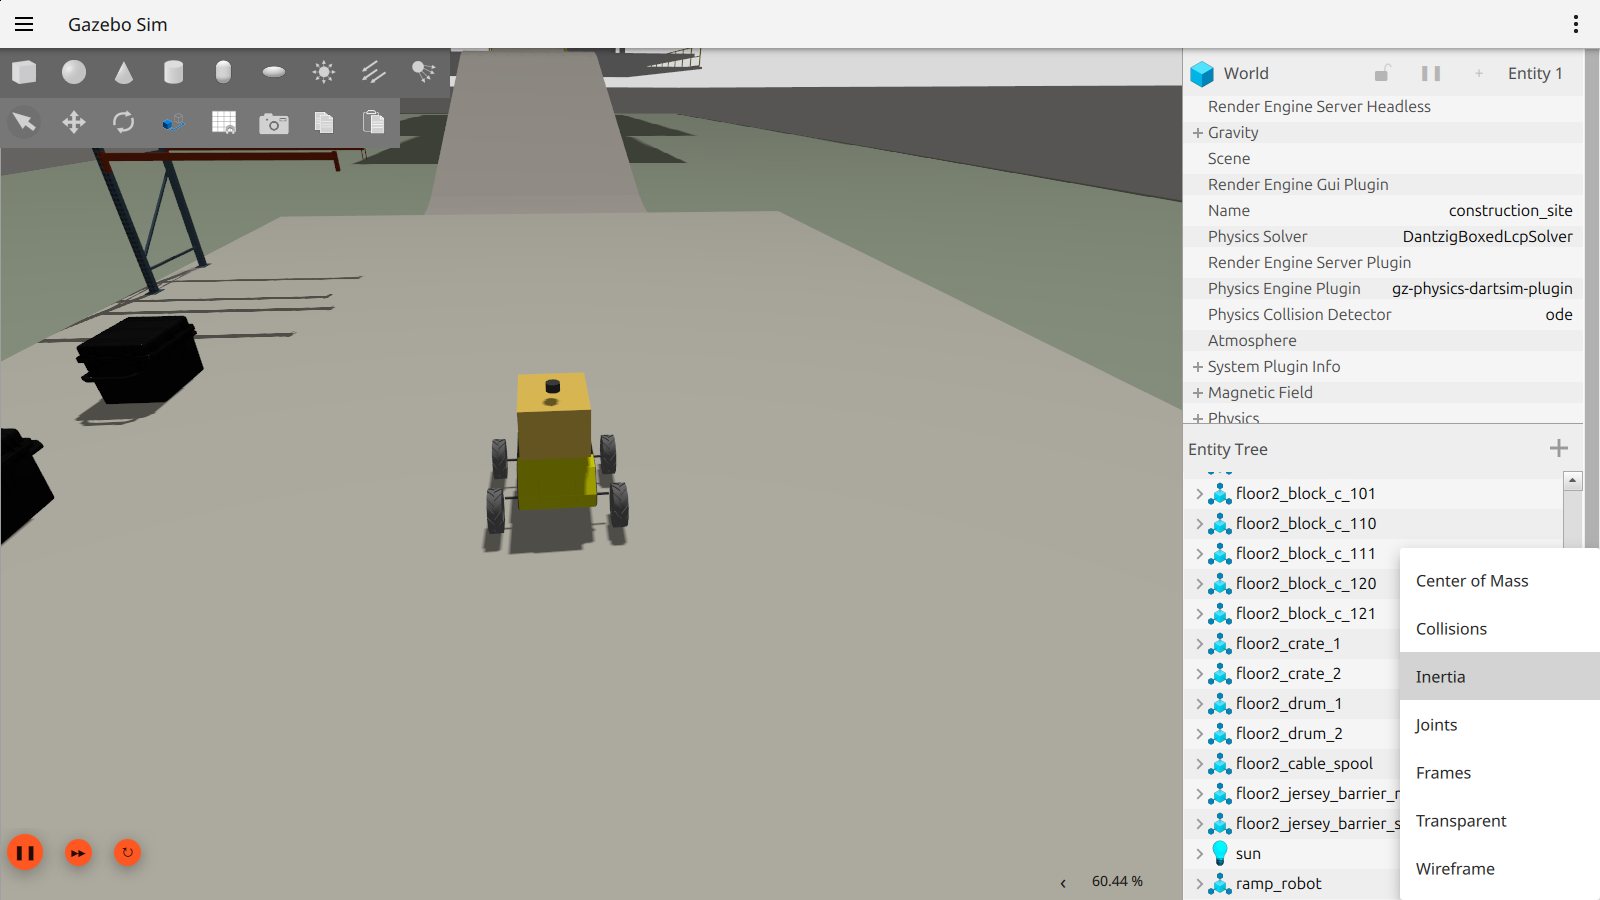 Gazebo Sim
World
Entity 1
Render Engine Server Headless
Gravity
Scene
Render Engine Gui Plugin
Name construction_site
Physics Solver DantzigBoxedLcpSolver
Render Engine Server Plugin
Physics Engine Plugin gz-physics-dartsim-plugin
Physics Collision Detector ode
Atmosphere
System Plugin Info
Magnetic Field
Physics
Entity Tree
floor2_block_c_101
floor2_block_c_110
floor2_block_c_111
floor2_block_c_120
floor2_block_c_121
floor2_crate_1
floor2_crate_2
floor2_drum_1
floor2_drum_2
floor2_cable_spool
floor2_jersey_barrier_
floor2_jersey_barrier_s
sun
ramp_robot
Center of Mass
Collisions
Inertia
Joints
Frames
Transparent
Wireframe
60.44 %